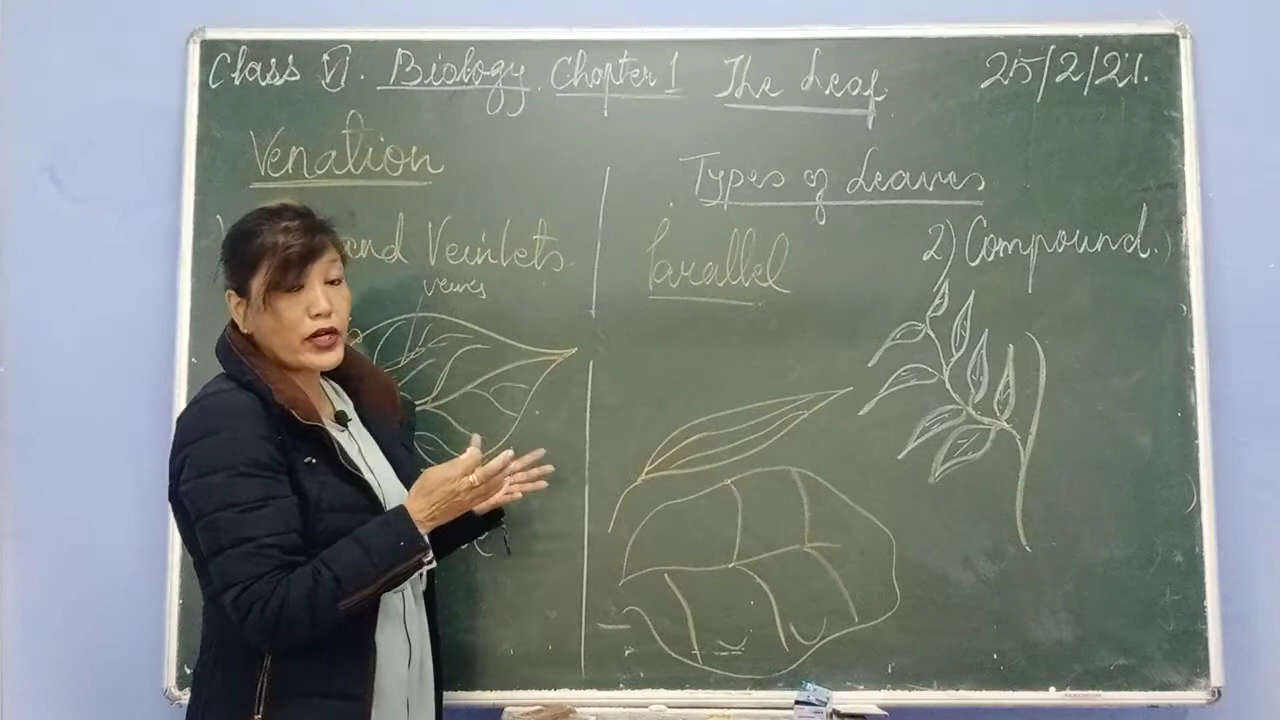 Class VI. Biology. Chapter 1 The Leaf. 25/2/21.
Venation
Types of Leaves
and Veinlets.
veins
Parallel
2) Compound.